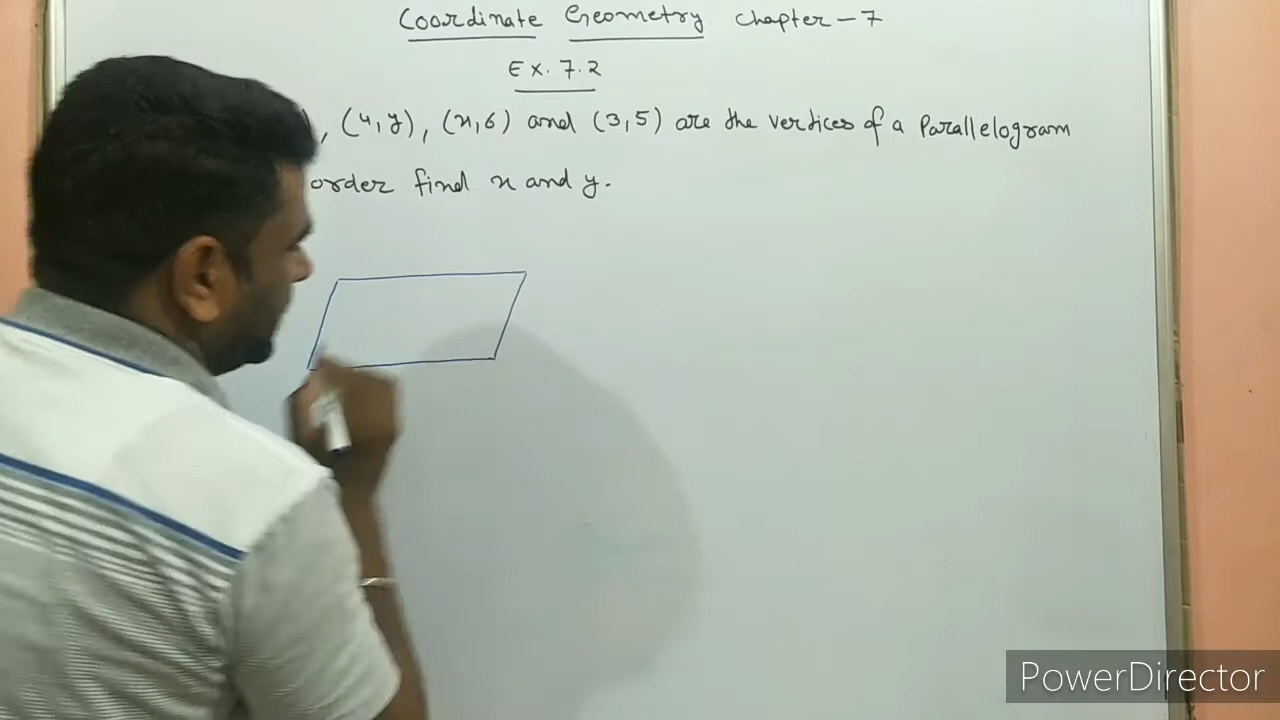 Coordinate Geometry Chapter-7
Ex. 7.2
), (4,y), (x,6) and (3,5) are the vertices of a Parallelogram
order find x and y.
PowerDirector